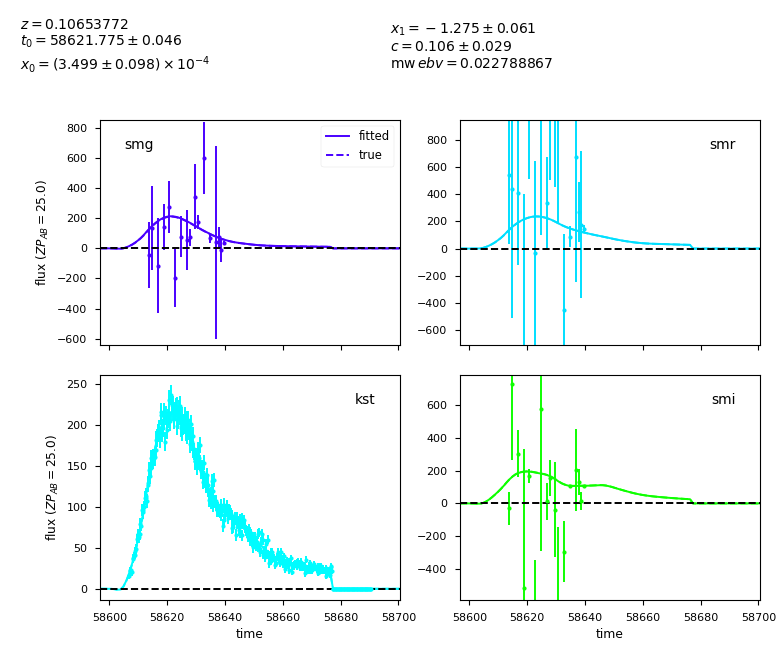 z = 0.10653772
t₀ = 58621.775 ± 0.046
x₀ = (3.499 ± 0.098) × 10⁻⁴
x₁ = −1.275 ± 0.061
c = 0.106 ± 0.029
mw ebv = 0.022788867
800
600
400
200
0
−200
−400
−600
flux (ZP_AB = 25.0)
smg
fitted
true
800
600
400
200
0
−200
−400
−600
smr
250
200
150
100
50
0
flux (ZP_AB = 25.0)
kst
58600 58620 58640 58660 58680 58700
time
600
400
200
0
−200
−400
smi
58600 58620 58640 58660 58680 58700
time